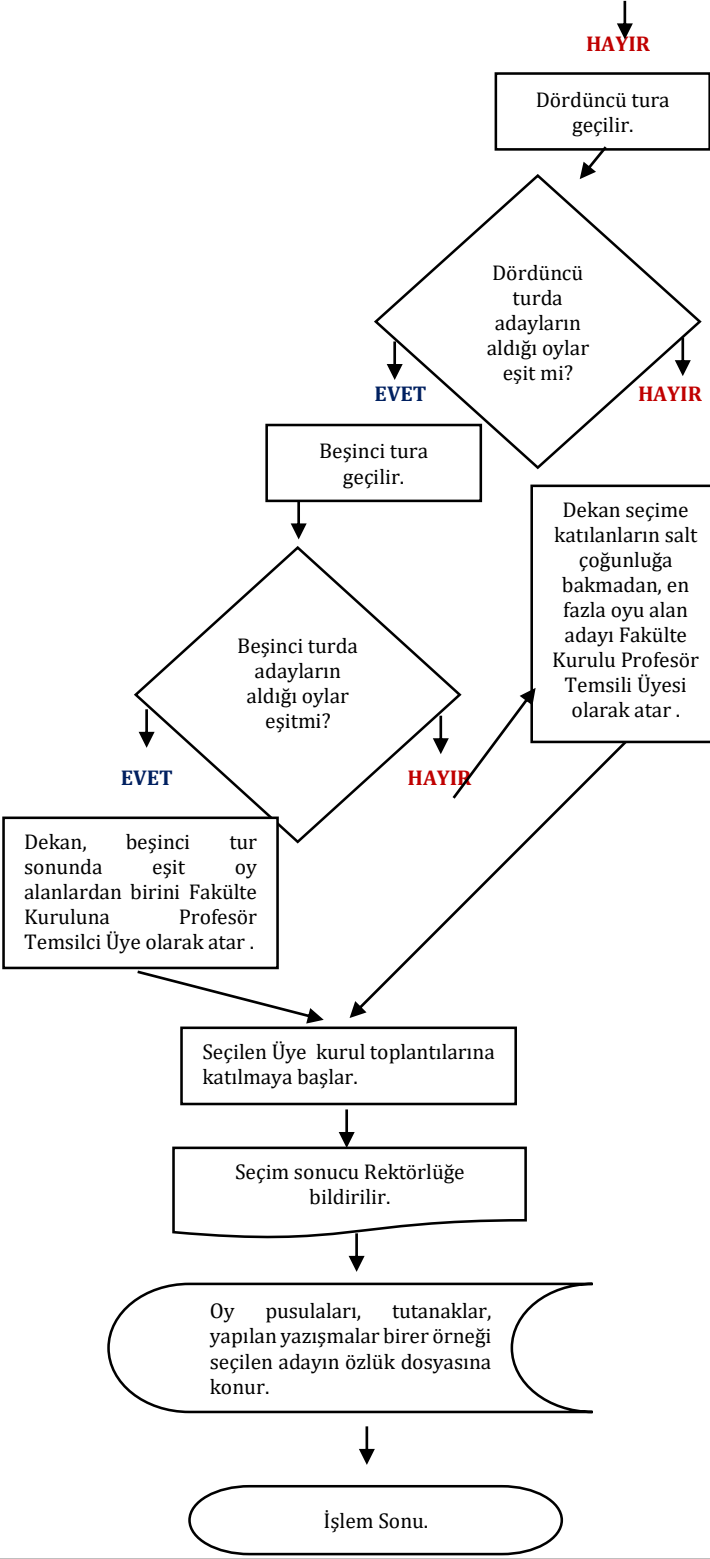 HAYIR
Dördüncü tura
geçilir.
Dördüncü
turda
adayların
aldığı oylar
eşit mi?
EVET
HAYIR
Beşinci tura
geçilir.
Dekan seçime
katılanların salt
çoğunluğa
bakmadan, en
fazla oyu alan
adayı Fakülte
Kurulu Profesör
Temsili Üyesi
olarak atar .
Beşinci turda
adayların
aldığı oylar
eşitmi?
EVET
HAYIR
Dekan, beşinci tur
sonunda eşit oy
alanlardan birini Fakülte
Kuruluna Profesör
Temsilci Üye olarak atar .
Seçilen Üye kurul toplantılarına
katılmaya başlar.
Seçim sonucu Rektörlüğe
bildirilir.
Oy pusulaları, tutanaklar,
yapılan yazışmalar birer örneği
seçilen adayın özlük dosyasına
konur.
İşlem Sonu.